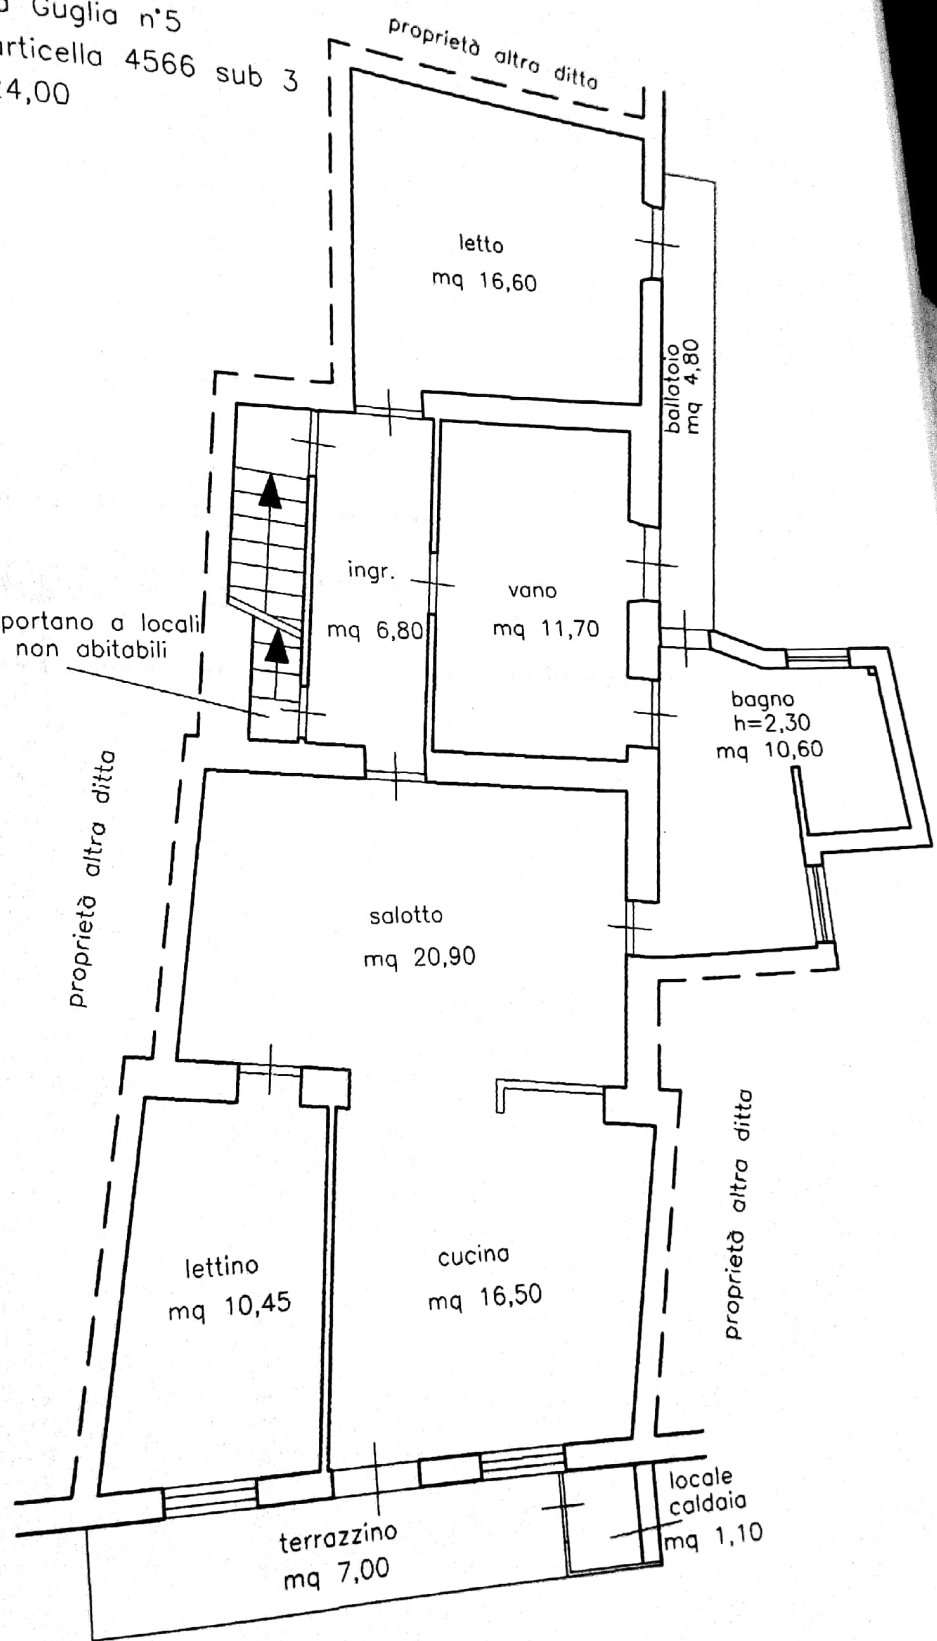 Guglia n°5
particella 4566 sub 3
4,00
proprietà altra ditta
letto
mq 16,60
ballatoio
mq 4,80
ingr.
mq 6,80
vano
mq 11,70
portano a locali
non abitabili
bagno
h=2,30
mq 10,60
proprietà altra ditta
salotto
mq 20,90
proprietà altra ditta
lettino
mq 10,45
cucina
mq 16,50
locale
caldaia
mq 1,10
terrazzino
mq 7,00